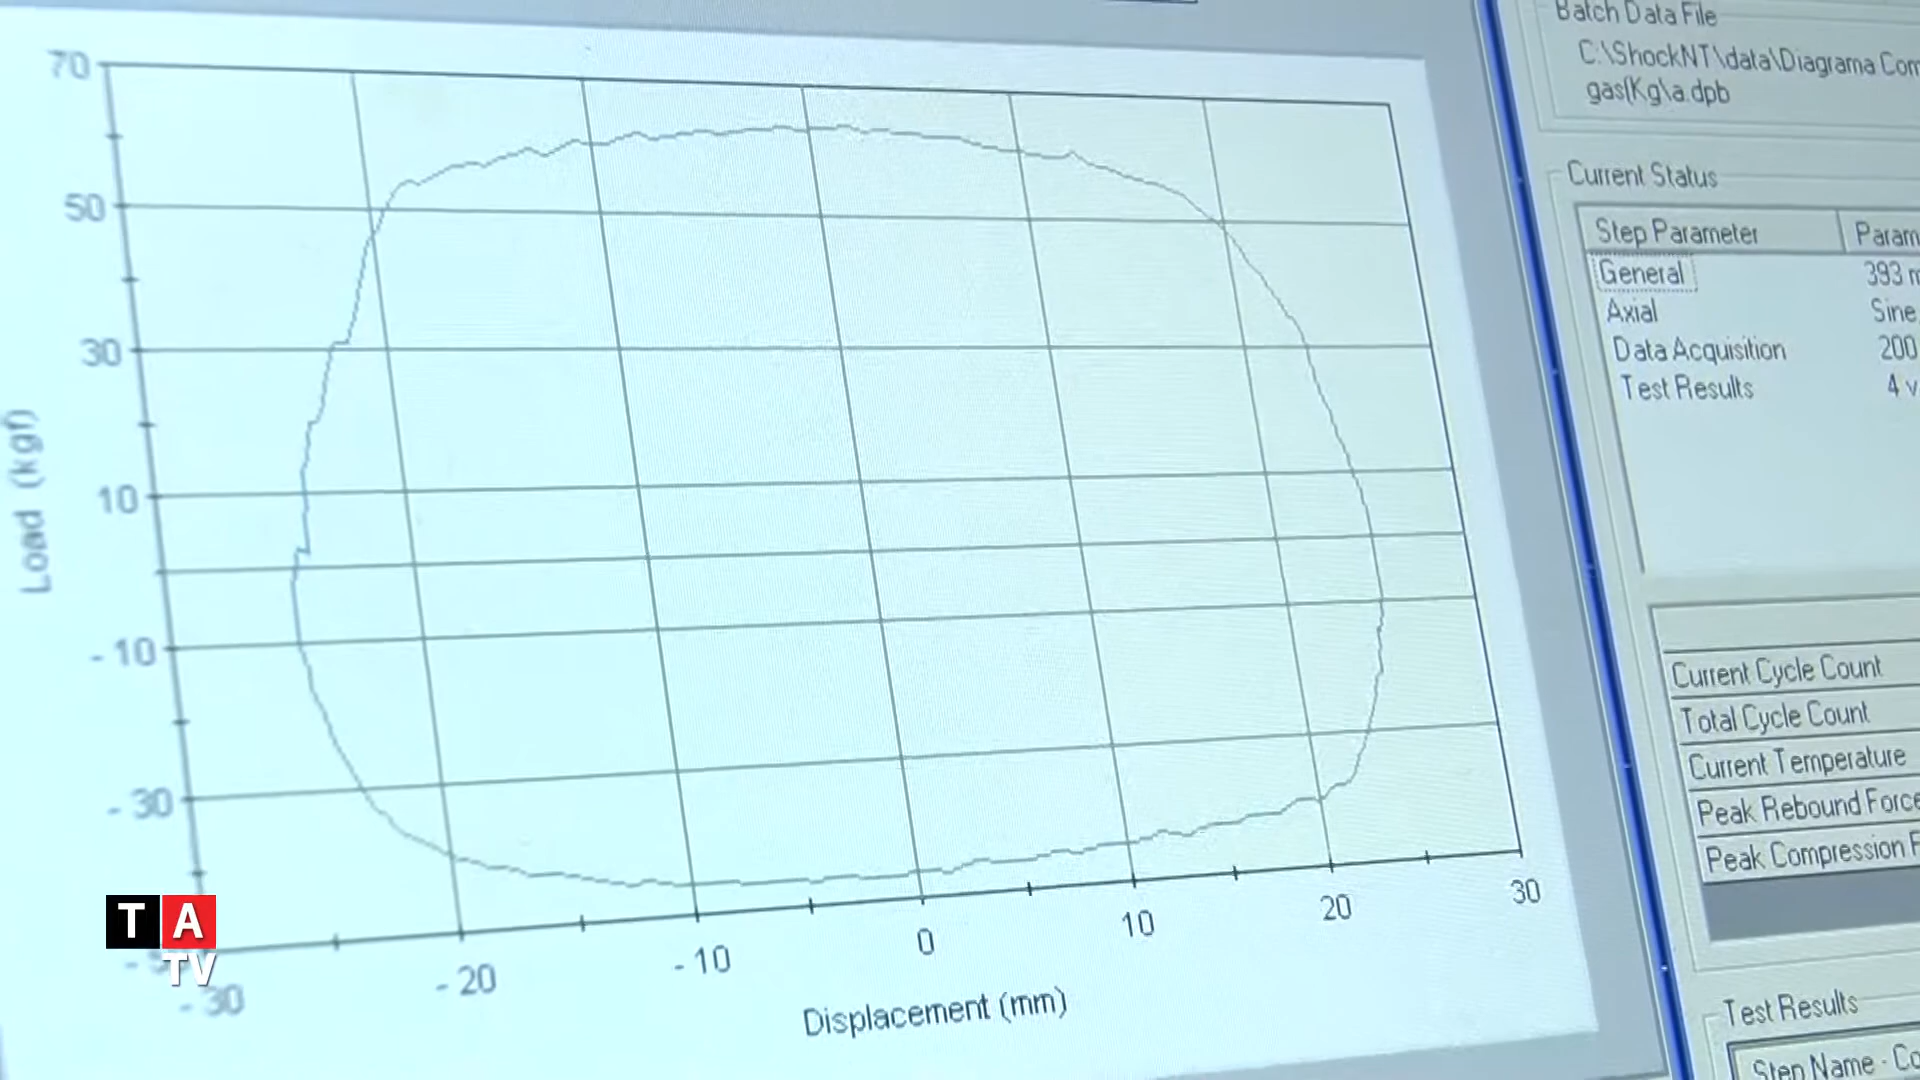 70
50
30
10
- 10
- 30
Load (kgf)
- 30
- 20
- 10
0
10
20
30
Displacement (mm)
T A
TV
Batch Data File
C:\ShockNT\data\Diagrama Com
gas(Kg\a.dpb
Current Status
Step Parameter Param
General 393 m
Axial Sine
Data Acquisition 200
Test Results 4 v
Current Cycle Count
Total Cycle Count
Current Temperature
Peak Rebound Force
Peak Compression F
Test Results
Step Name - Co